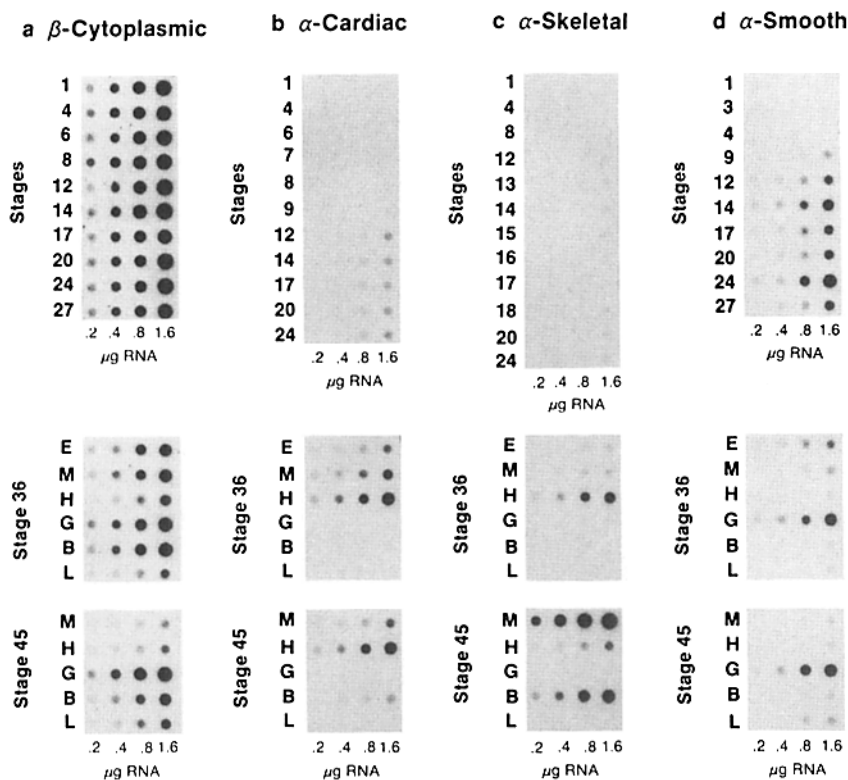 a β-Cytoplasmic
b α-Cardiac
c α-Skeletal
d α-Smooth
Stages
1
4
6
8
12
14
17
20
24
27
.2 .4 .8 1.6
μg RNA
Stages
1
4
6
7
8
9
12
14
17
20
24
.2 .4 .8 1.6
μg RNA
Stages
1
4
8
12
13
14
15
16
17
18
20
24
.2 .4 .8 1.6
μg RNA
Stages
1
3
4
9
12
14
17
20
24
27
.2 .4 .8 1.6
μg RNA
Stage 36
E
M
H
G
B
L
Stage 36
E
M
H
G
B
L
Stage 36
E
M
H
G
B
L
Stage 36
E
M
H
G
B
L
Stage 45
M
H
G
B
L
.2 .4 .8 1.6
μg RNA
Stage 45
M
H
G
B
L
.2 .4 .8 1.6
μg RNA
Stage 45
M
H
G
B
L
.2 .4 .8 1.6
μg RNA
Stage 45
M
H
G
B
L
.2 .4 .8 1.6
μg RNA